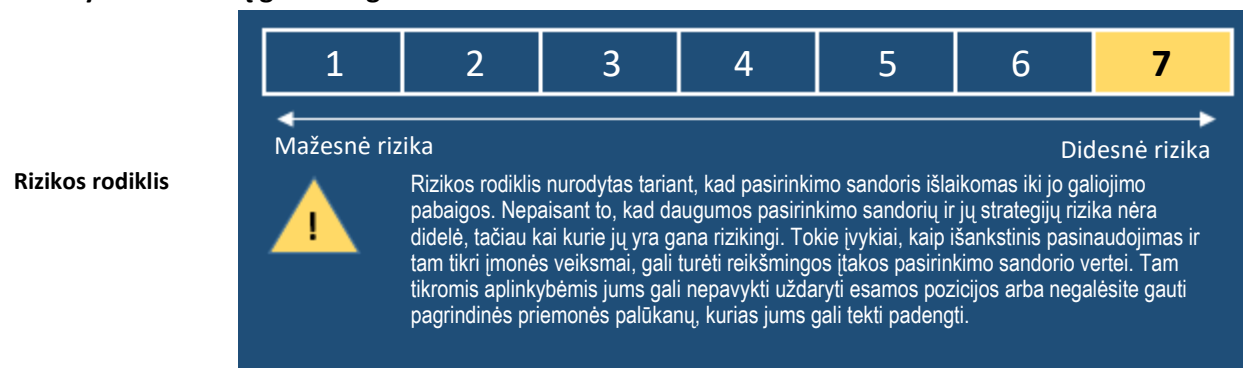 1 2 3 4 5 6 7
Mažesnė rizika
Didesnė rizika
Rizikos rodiklis
!
Rizikos rodiklis nurodytas tariant, kad pasirinkimo sandoris išlaikomas iki jo galiojimo
pabaigos. Nepaisant to, kad daugumos pasirinkimo sandorių ir jų strategijų rizika nėra
didelė, tačiau kai kurie jų yra gana rizikingi. Tokie įvykiai, kaip išankstinis pasinaudojimas ir
tam tikri įmonės veiksmai, gali turėti reikšmingos įtakos pasirinkimo sandorio vertei. Tam
tikromis aplinkybėmis jums gali nepavykti uždaryti esamos pozicijos arba negalėsite gauti
pagrindinės priemonės palūkanų, kurias jums gali tekti padengti.